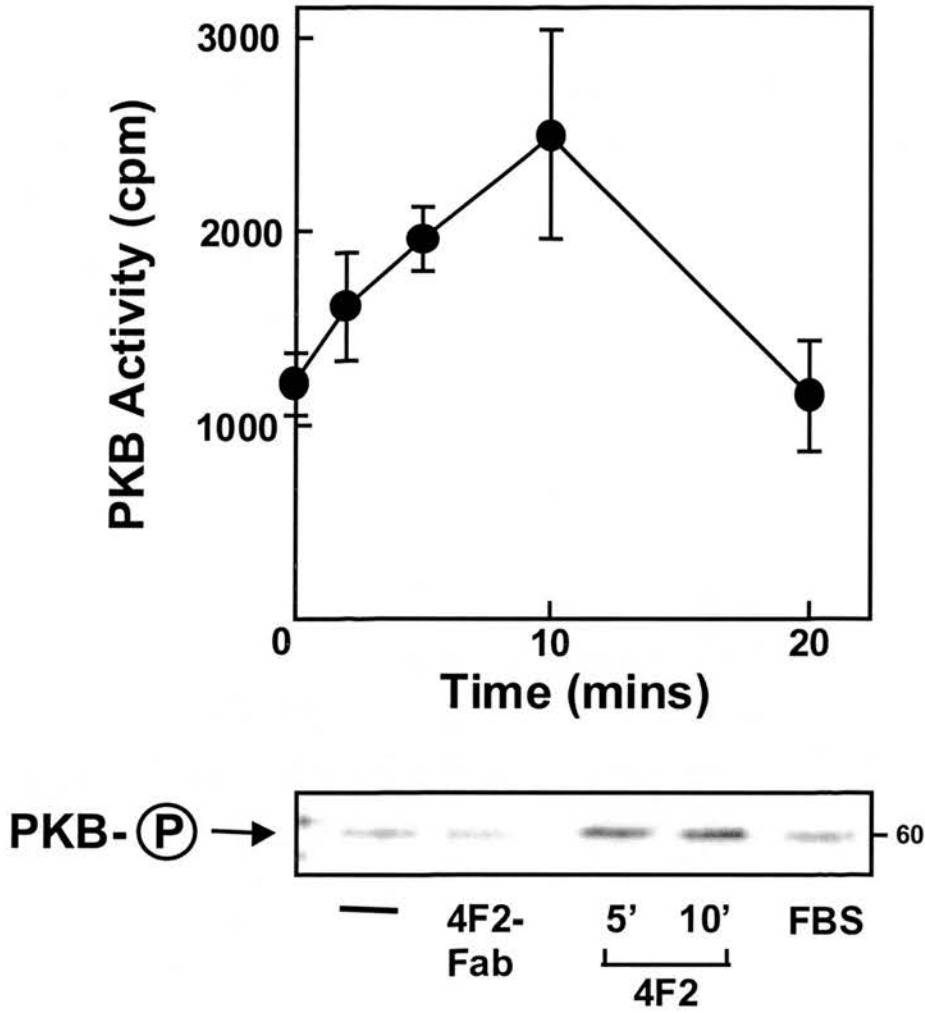 3000
2000
1000
PKB Activity (cpm)
0 10 20
Time (mins)
PKB- P 60
4F2-Fab 5’ 10’ FBS
4F2